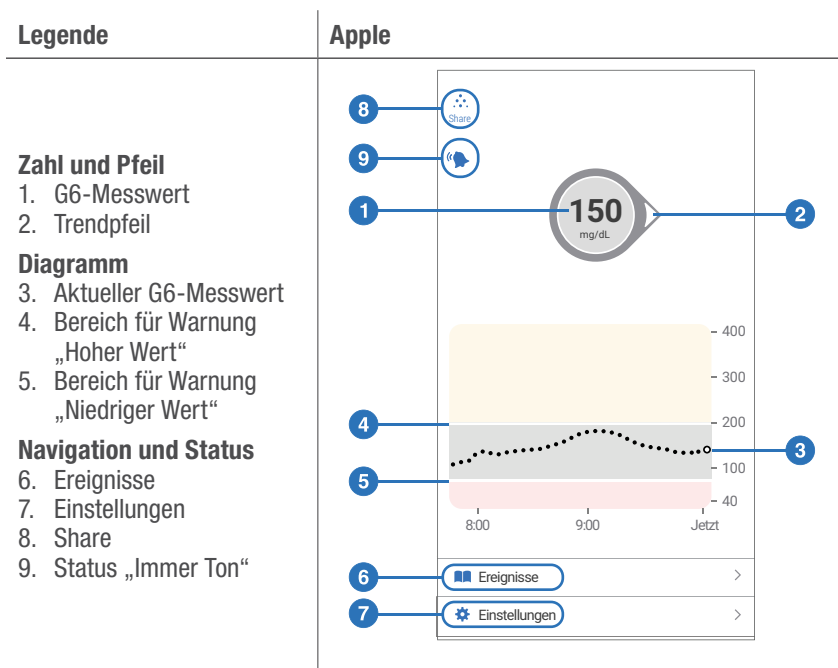 Legende
Apple
Zahl und Pfeil
1. G6-Messwert
2. Trendpfeil
Diagramm
3. Aktueller G6-Messwert
4. Bereich für Warnung
„Hoher Wert“
5. Bereich für Warnung
„Niedriger Wert“
Navigation und Status
6. Ereignisse
7. Einstellungen
8. Share
9. Status „Immer Ton“
8
Share
9
1
150
mg/dL
2
400
300
200
4
3
100
5
40
8:00 9:00 Jetzt
6
Ereignisse
7
Einstellungen